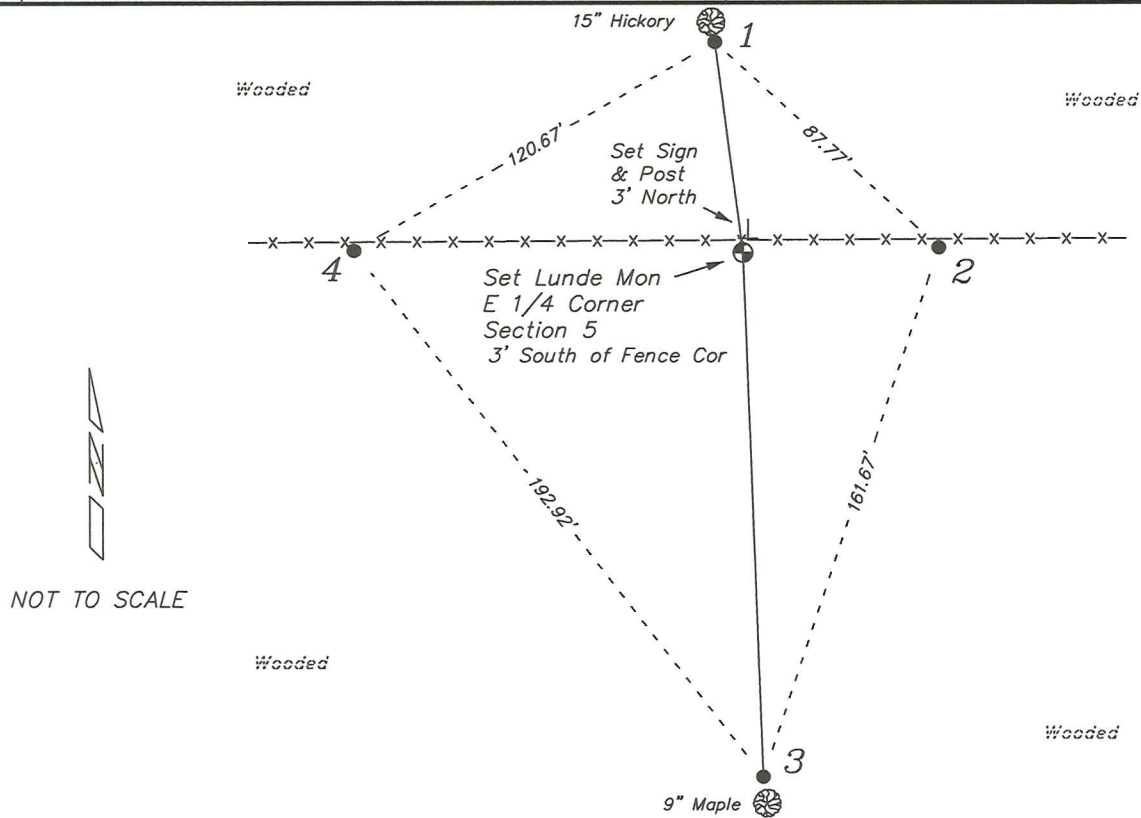 15" Hickory
1
Wooded
Wooded
120.67'
87.77'
Set Sign
& Post
3' North
x x x x x x x x x x x x x x x x x x x x x x x x
4
2
Set Lunde Mon
E 1/4 Corner
Section 5
3' South of Fence Cor
N
192.92'
161.67'
NOT TO SCALE
Wooded
Wooded
3
9" Maple